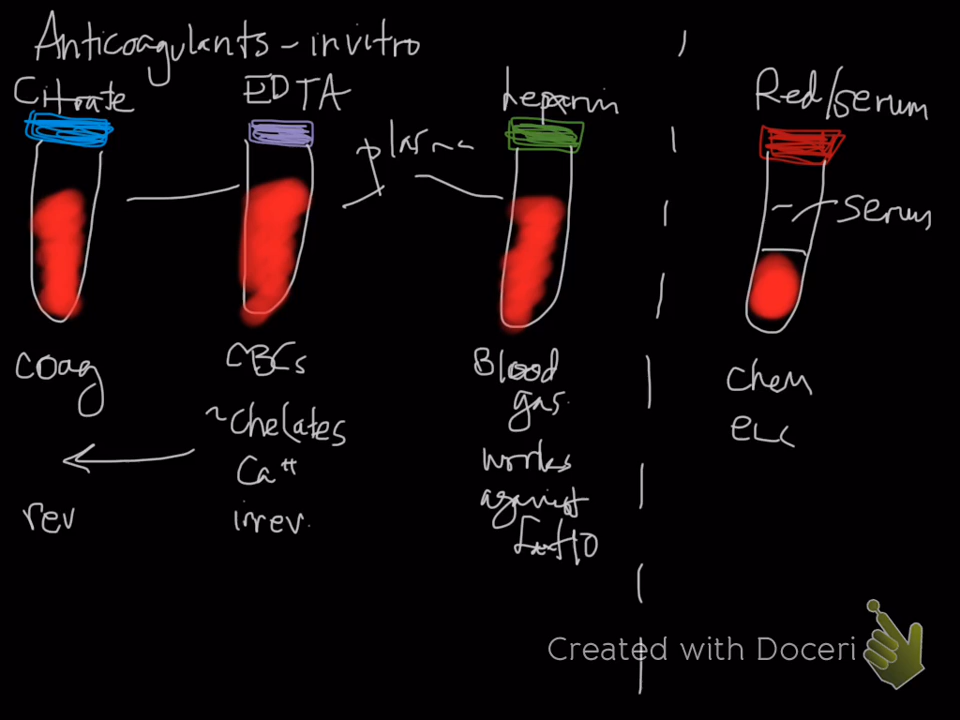 Anticoagulants - invitro
Citrate
EDTA
heparin
Red/serum
plasma
serum
coag
CBCs
Blood
gas.
chem
~chelates
Ca++
works
against
rev
irrev.
Created with Doceri